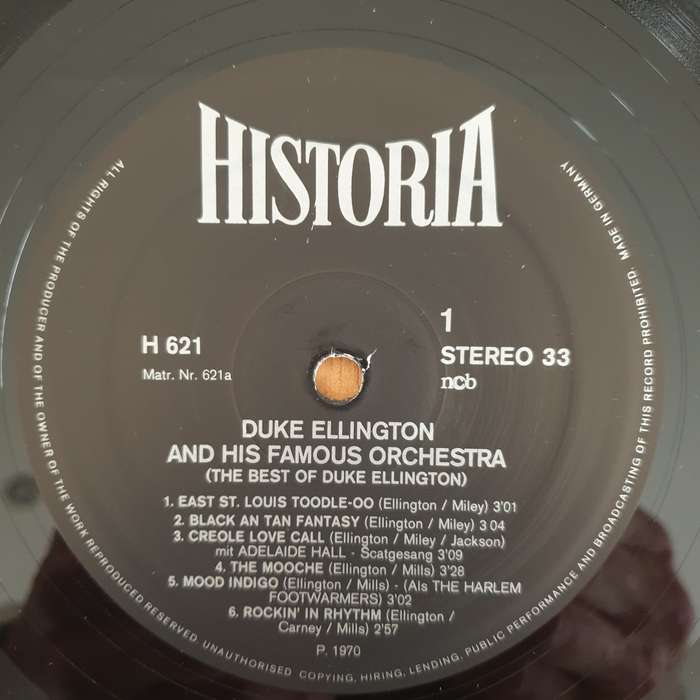 HISTORIA
ALL RIGHTS OF THE PRODUCER AND OF THE OWNER OF THE WORK REPRODUCED RESERVED. UNAUTHORISED COPYING, HIRING, LENDING, PUBLIC PERFORMANCE AND BROADCASTING OF THIS RECORD PROHIBITED. MADE IN GERMANY
H 621
Matr. Nr. 621a
1
STEREO 33
ncb
DUKE ELLINGTON
AND HIS FAMOUS ORCHESTRA
(THE BEST OF DUKE ELLINGTON)
1. EAST ST. LOUIS TOODLE-OO (Ellington / Miley) 3'01
2. BLACK AN TAN FANTASY (Ellington / Miley) 3 04
3. CREOLE LOVE CALL (Ellington / Miley / Jackson)
mit ADELAIDE HALL - Scatgesang 3'09
4. THE MOOCHE (Ellington / Mills) 3'28
5. MOOD INDIGO (Ellington / Mills) - (Als THE HARLEM
FOOTWARMERS) 3'02
6. ROCKIN' IN RHYTHM (Ellington /
Carney / Mills) 2'57
P. 1970